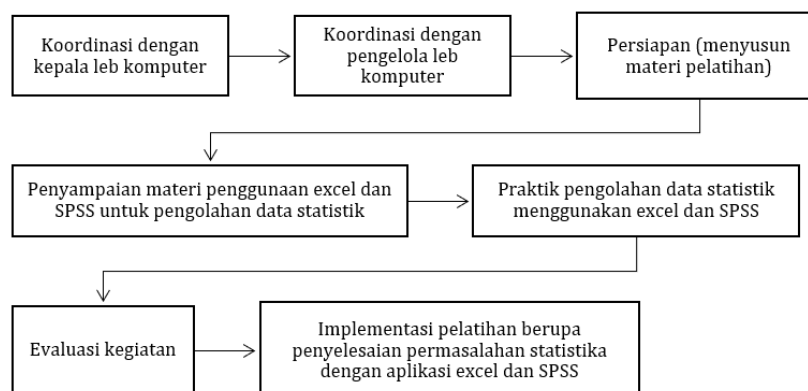 Koordinasi dengan
kepala leb komputer
Koordinasi dengan
pengelola leb
komputer
Persiapan (menyusun
materi pelatihan)
Penyampaian materi penggunaan excel dan
SPSS untuk pengolahan data statistik
Praktik pengolahan data statistik
menggunakan excel dan SPSS
Evaluasi kegiatan
Implementasi pelatihan berupa
penyelesaian permasalahan statistika
dengan aplikasi excel dan SPSS